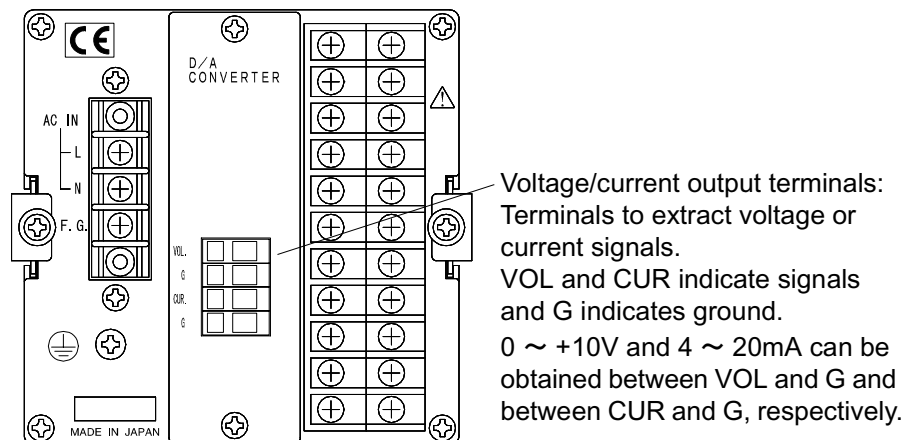 CE
D/A
CONVERTER
AC IN
L
N
F. G.
VOL.
G
CUR.
G
MADE IN JAPAN
Voltage/current output terminals:
Terminals to extract voltage or
current signals.
VOL and CUR indicate signals
and G indicates ground.
0 ～ +10V and 4 ～ 20mA can be
obtained between VOL and G and
between CUR and G, respectively.